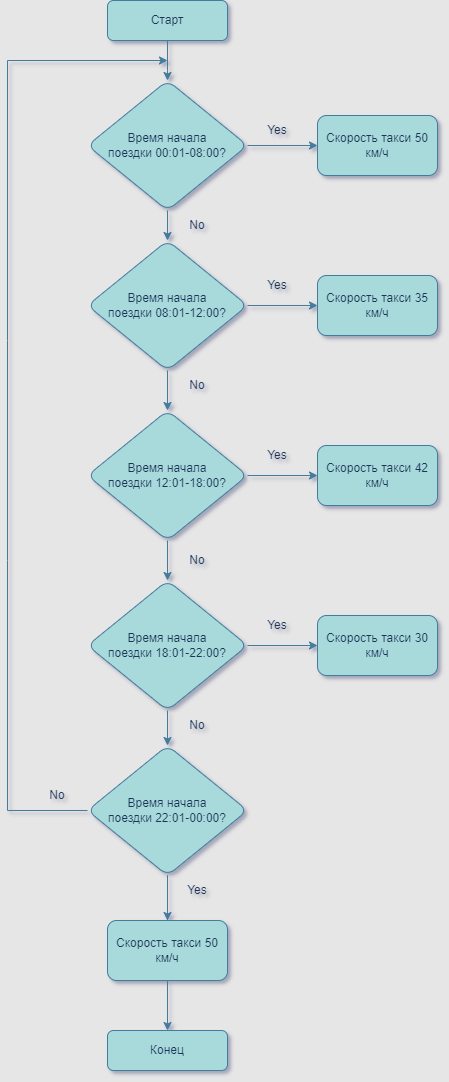 Старт
Время начала
поездки 00:01-08:00?
Yes
Скорость такси 50
км/ч
No
Время начала
поездки 08:01-12:00?
Yes
Скорость такси 35
км/ч
No
Время начала
поездки 12:01-18:00?
Yes
Скорость такси 42
км/ч
No
Время начала
поездки 18:01-22:00?
Yes
Скорость такси 30
км/ч
No
Время начала
поездки 22:01-00:00?
No
Yes
Скорость такси 50
км/ч
Конец